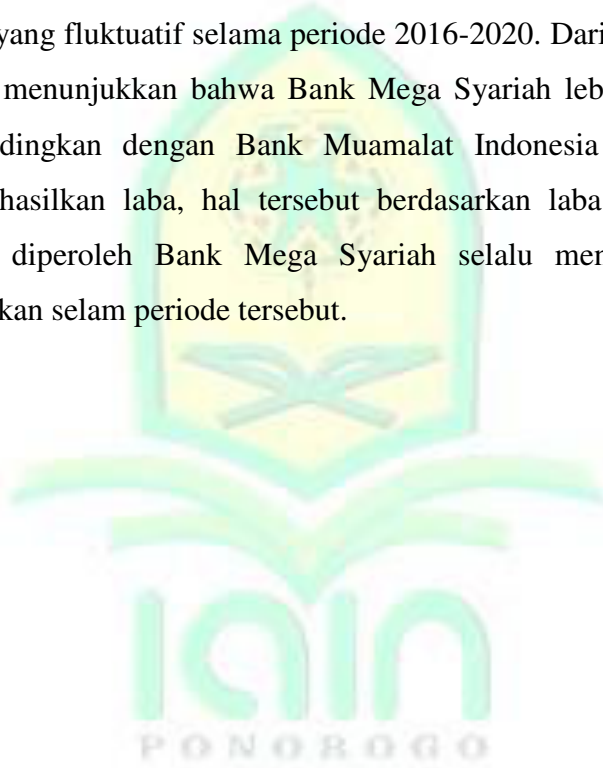 yang fluktuatif selama periode 2016-2020. Dari
menunjukkan bahwa Bank Mega Syariah leb
dingkan dengan Bank Muamalat Indonesia
hasilkan laba, hal tersebut berdasarkan laba
diperoleh Bank Mega Syariah selalu men
kan selam periode tersebut.
iain
PONOROGO